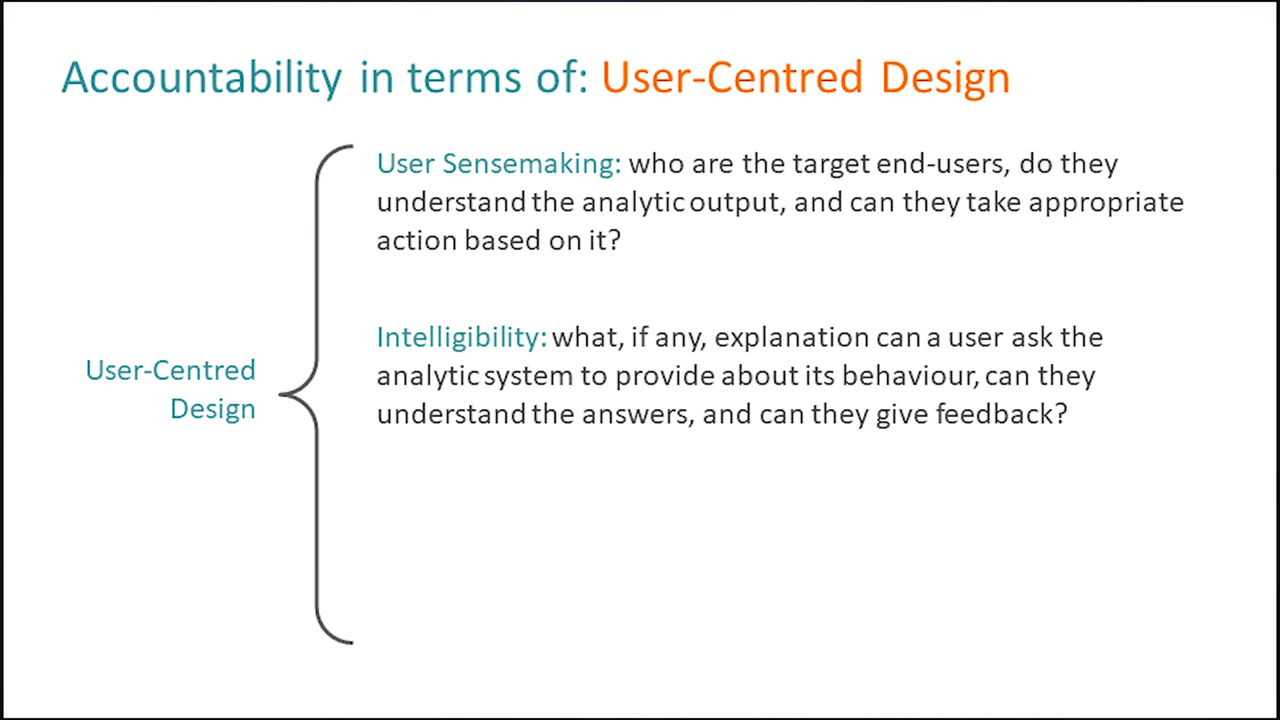 Accountability in terms of: User-Centred Design
User Sensemaking: who are the target end-users, do they
understand the analytic output, and can they take appropriate
action based on it?
Intelligibility: what, if any, explanation can a user ask the
analytic system to provide about its behaviour, can they
understand the answers, and can they give feedback?
User-Centred
Design